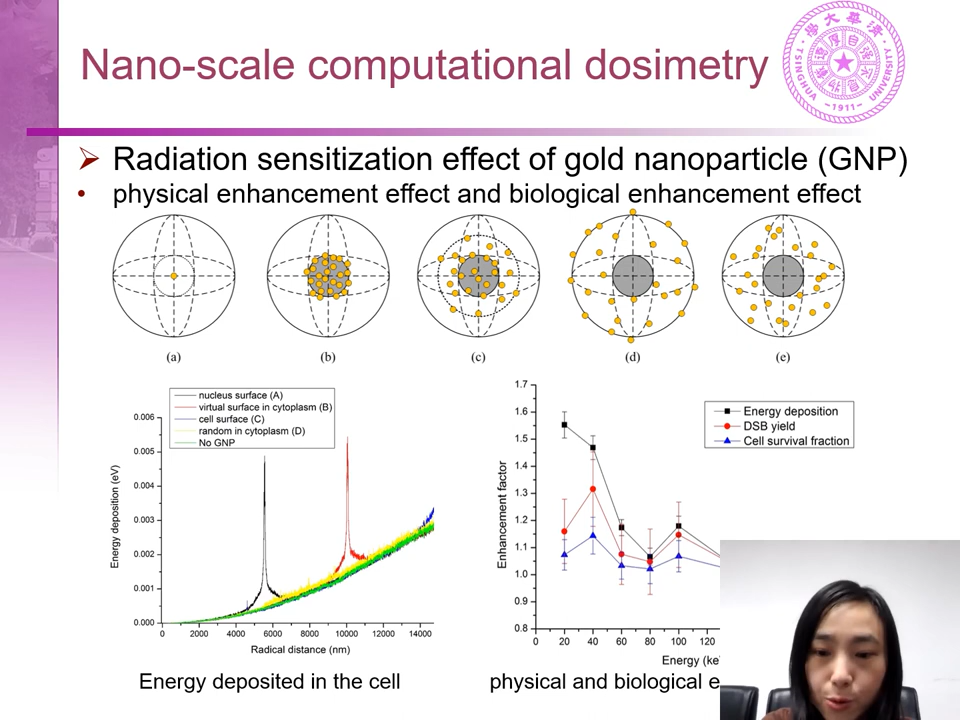 Nano-scale computational dosimetry
TSINGHUA UNIVERSITY
-1911-
Radiation sensitization effect of gold nanoparticle (GNP)
• physical enhancement effect and biological enhancement effect
(a) (b) (c) (d) (e)
nucleus surface (A)
virtual surface in cytoplasm (B)
cell surface (C)
random in cytoplasm (D)
No GNP
Energy deposition (eV)
0.006
0.005
0.004
0.003
0.002
0.001
0.000
0 2000 4000 6000 8000 10000 12000 14000
Radical distance (nm)
Energy deposited in the cell
Energy deposition
DSB yield
Cell survival fraction
Enhancement factor
1.7
1.6
1.5
1.4
1.3
1.2
1.1
1.0
0.9
0.8
0 20 40 60 80 100 120
Energy (ke
physical and biological e